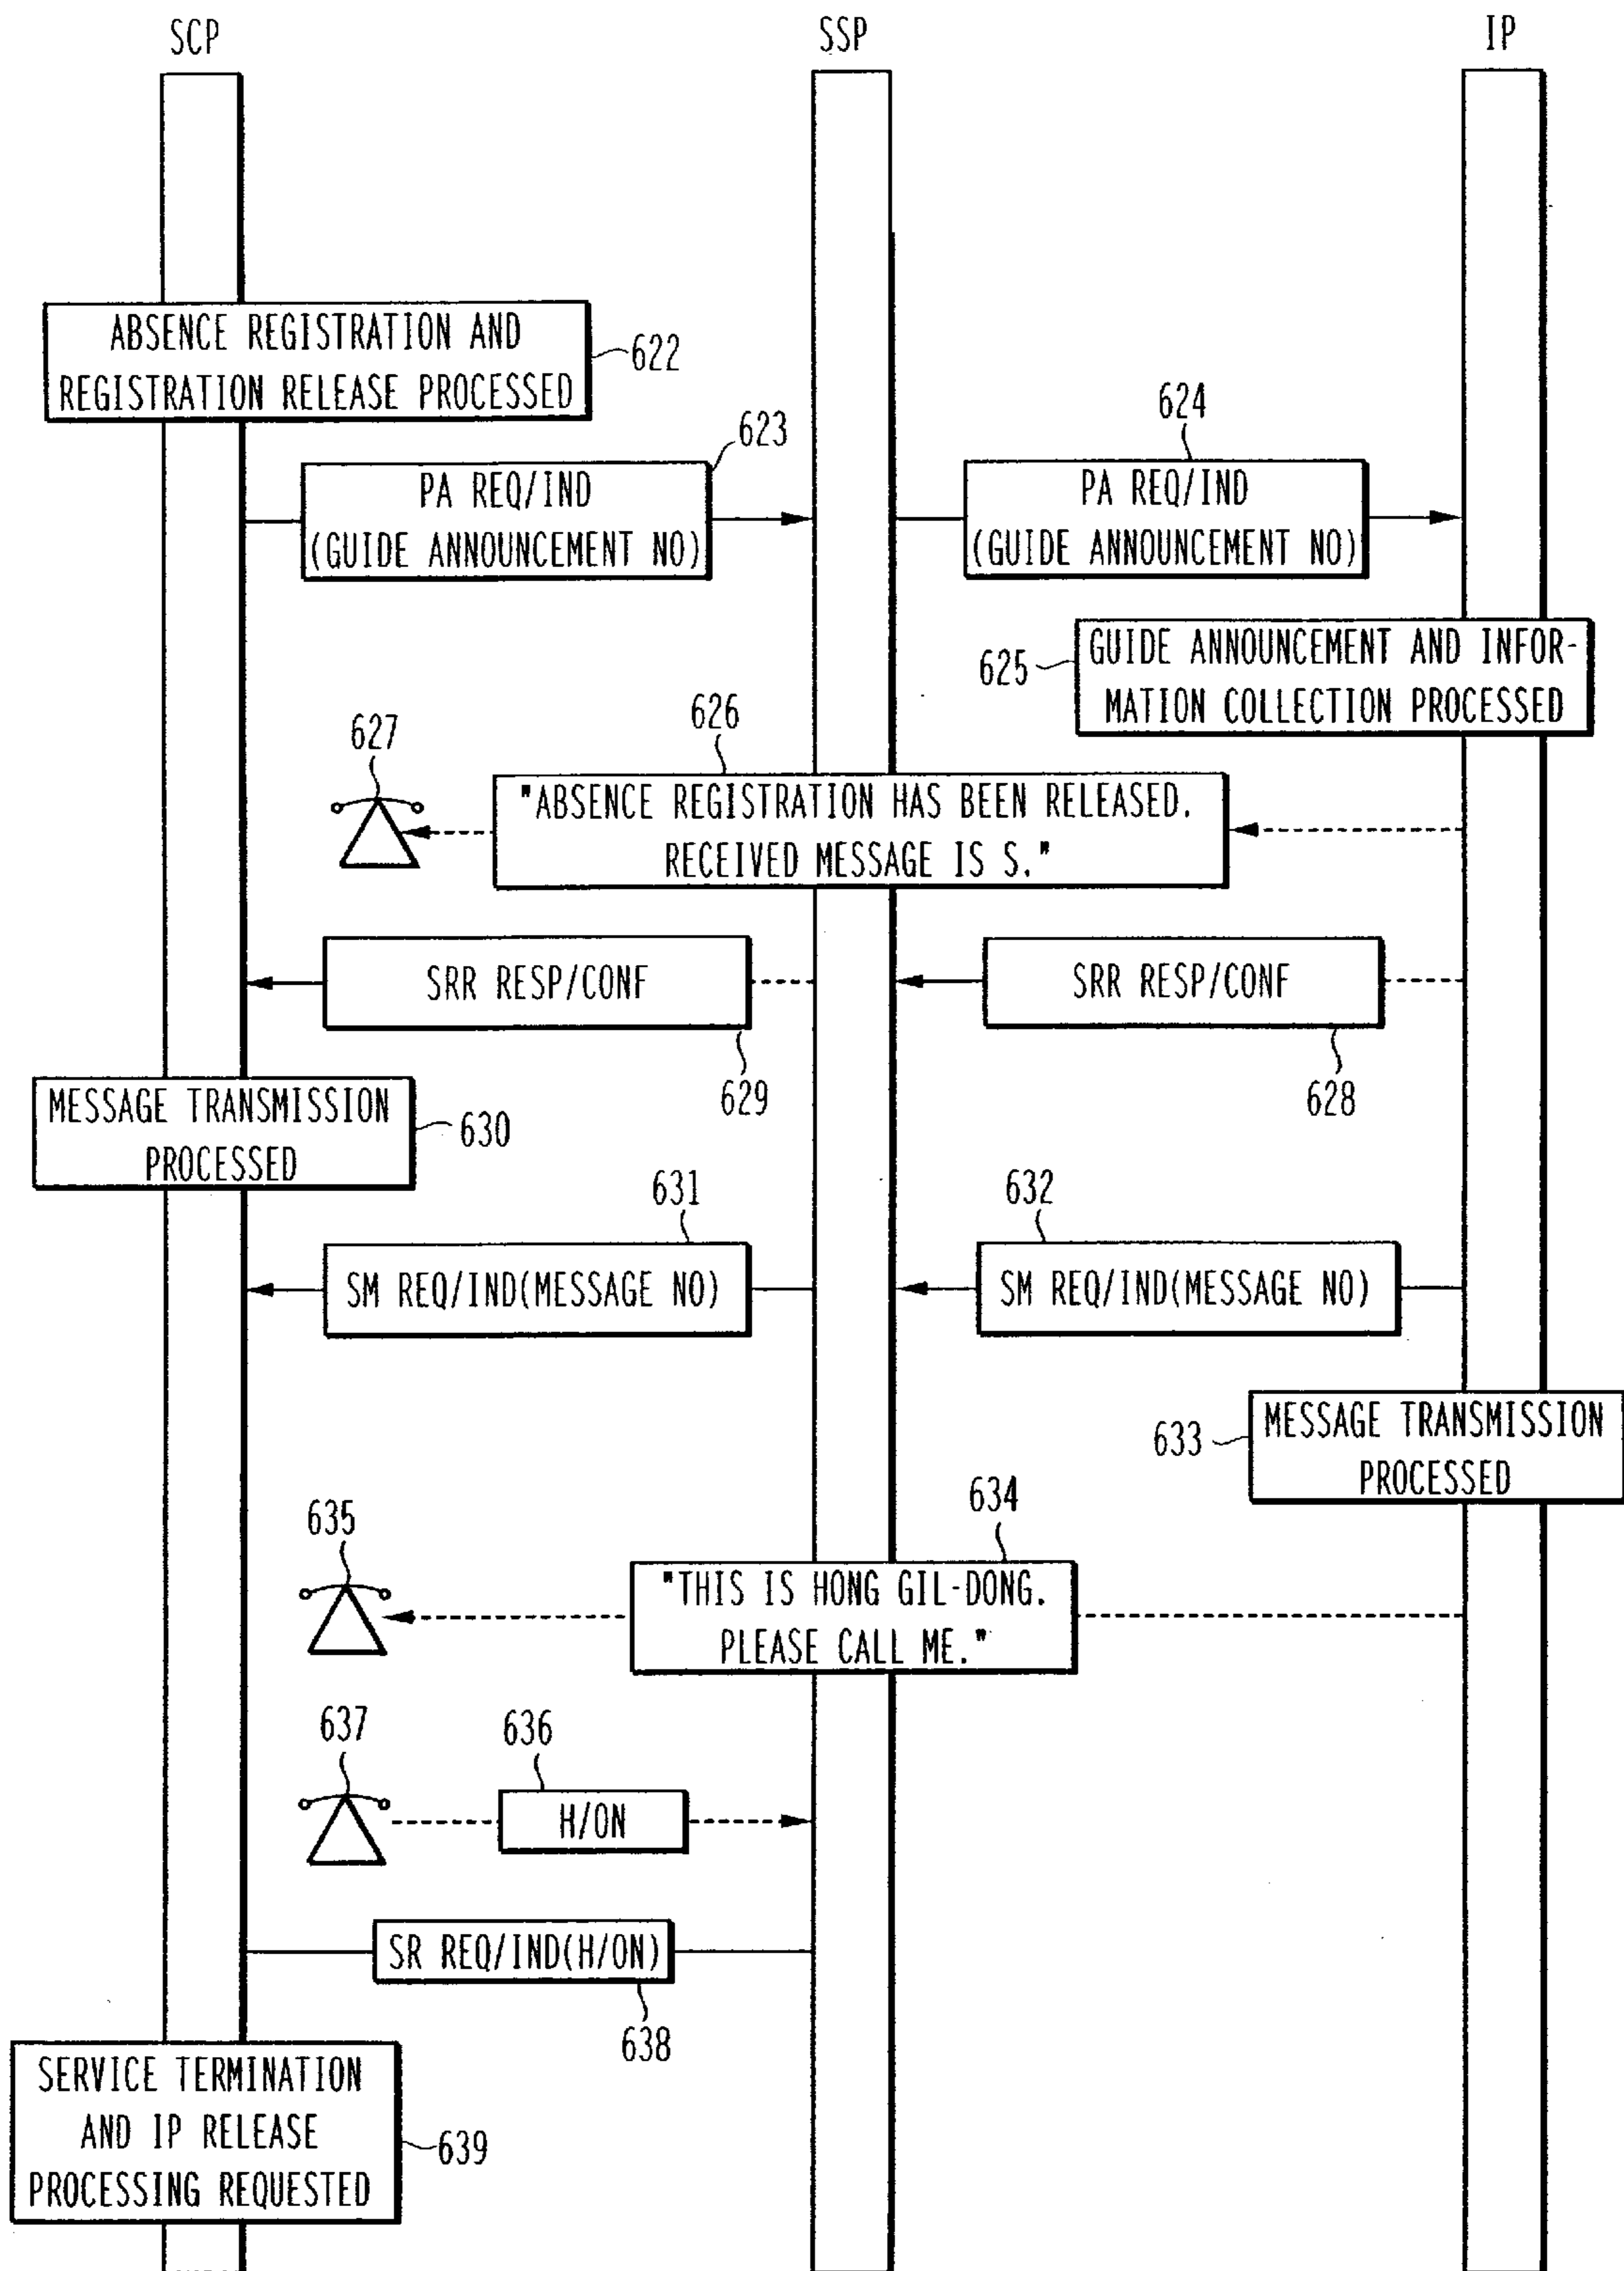 SCP
SSP
IP
ABSENCE REGISTRATION AND
REGISTRATION RELEASE PROCESSED
622
623
PA REQ/IND
(GUIDE ANNOUNCEMENT NO)
624
PA REQ/IND
(GUIDE ANNOUNCEMENT NO)
625
GUIDE ANNOUNCEMENT AND INFOR-
MATION COLLECTION PROCESSED
626
627
"ABSENCE REGISTRATION HAS BEEN RELEASED.
RECEIVED MESSAGE IS S."
SRR RESP/CONF
SRR RESP/CONF
629
628
MESSAGE TRANSMISSION
PROCESSED
630
631
632
SM REQ/IND(MESSAGE NO)
SM REQ/IND(MESSAGE NO)
633
MESSAGE TRANSMISSION
PROCESSED
634
635
"THIS IS HONG GIL-DONG.
PLEASE CALL ME."
637
636
H/ON
SR REQ/IND(H/ON)
638
SERVICE TERMINATION
AND IP RELEASE
PROCESSING REQUESTED
639